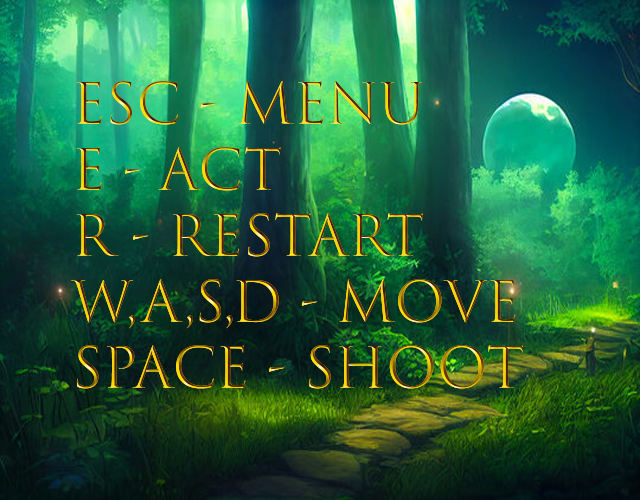 ESC - MENU
E - ACT
R - RESTART
W,A,S,D - MOVE
SPACE - SHOOT